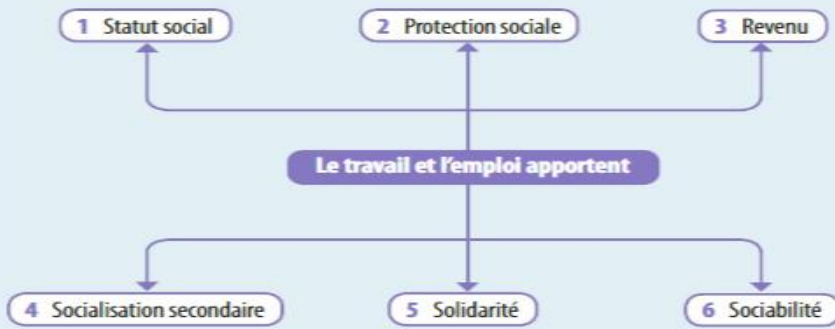 1 Statut social
2 Protection sociale
3 Revenu
Le travail et l'emploi apportent
4 Socialisation secondaire
5 Solidarité
6 Sociabilité